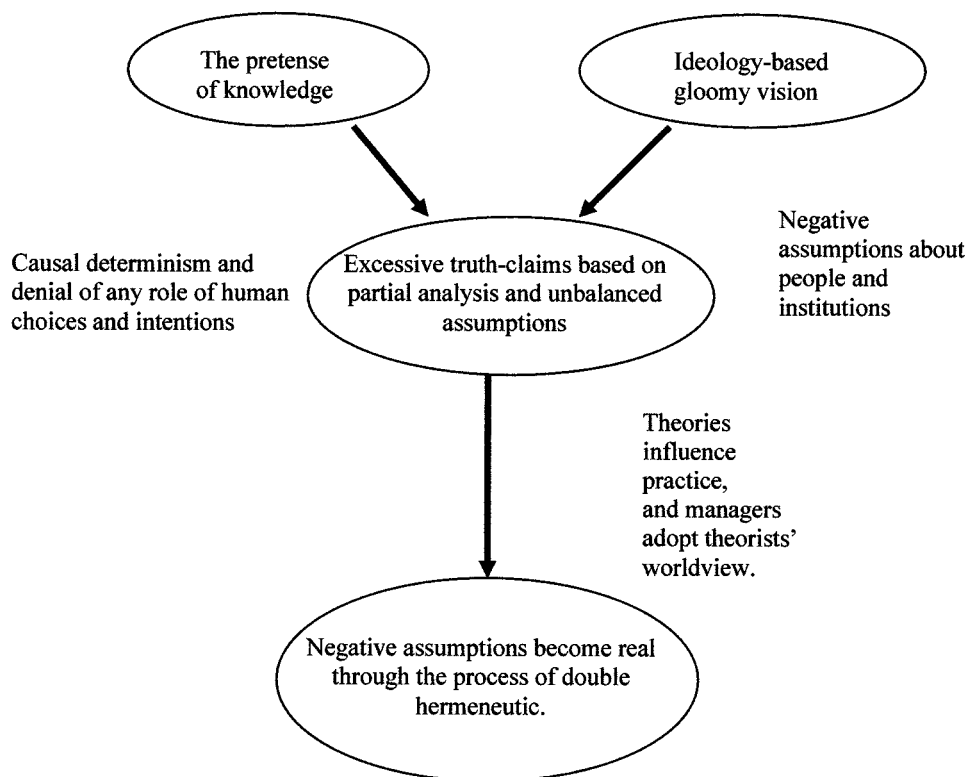 The pretense
of knowledge
Ideology-based
gloomy vision
Causal determinism and
denial of any role of human
choices and intentions
Excessive truth-claims based on
partial analysis and unbalanced
assumptions
Negative
assumptions about
people and
institutions
Theories
influence
practice,
and managers
adopt theorists’
worldview.
Negative assumptions become real
through the process of double
hermeneutic.